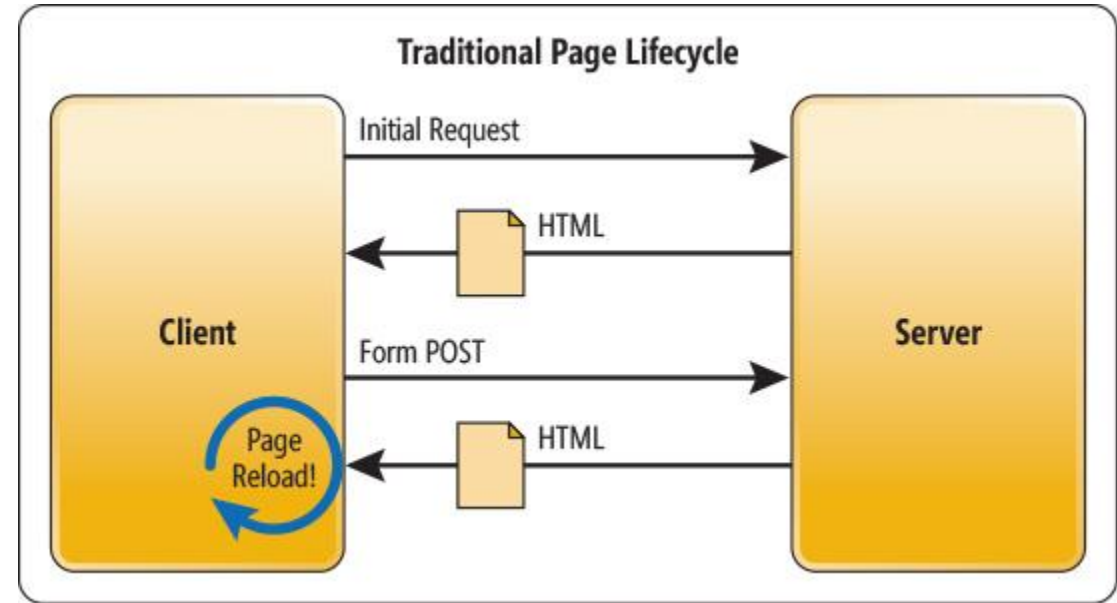 Traditional Page Lifecycle
Initial Request
HTML
Client
Server
Form POST
HTML
Page
Reload!